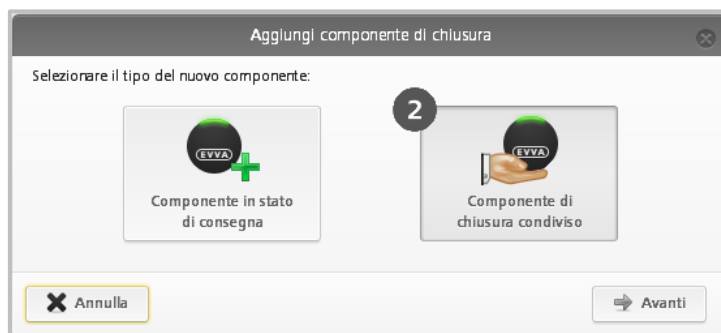 Aggiungi componente di chiusura
Selezionare il tipo del nuovo componente:
2
EVVA
EVVA
Componente in stato
di consegna
Componente di
chiusura condiviso
Annulla
Avanti